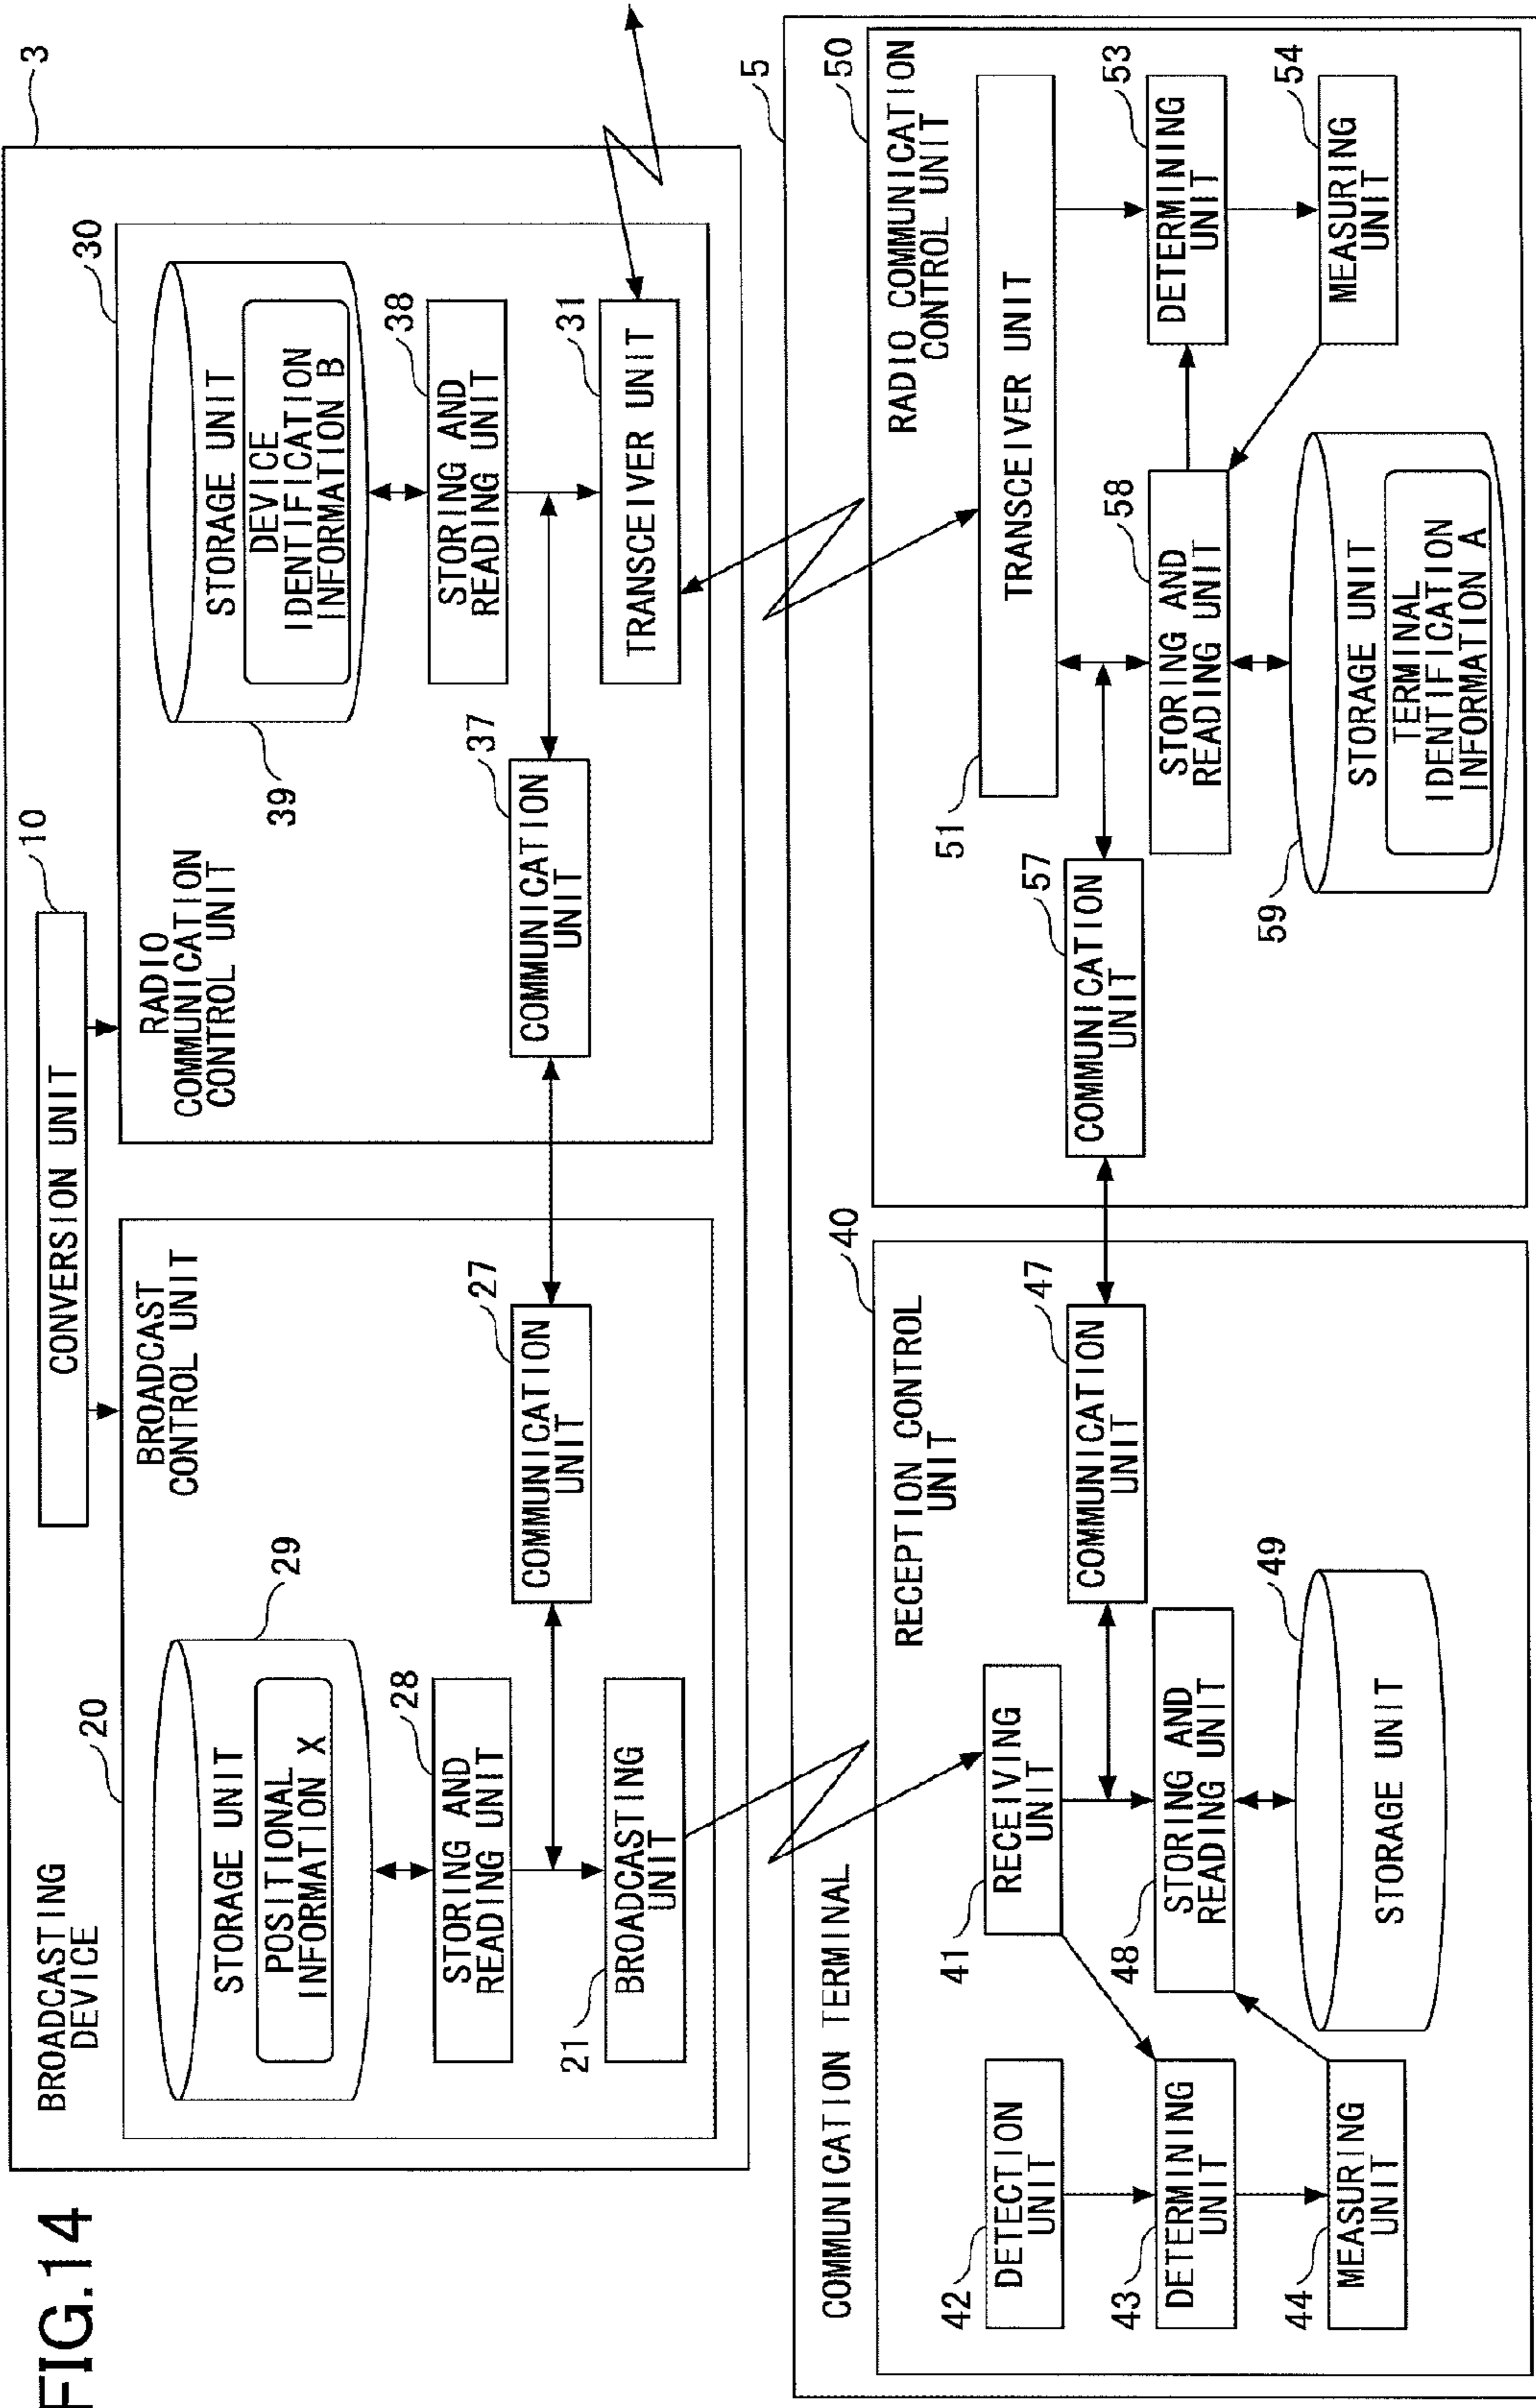 FIG.14
BROADCASTING
DEVICE
3
CONVERSION UNIT
10
20
BROADCAST
CONTROL UNIT
STORAGE UNIT
29
POSITIONAL
INFORMATION X
STORING AND
READING UNIT
28
COMMUNICATION
UNIT
27
21
BROADCASTING
UNIT
30
RADIO
COMMUNICATION
CONTROL UNIT
STORAGE UNIT
DEVICE
IDENTIFICATION
INFORMATION B
39
STORING AND
READING UNIT
38
COMMUNICATION
UNIT
37
TRANSCEIVER UNIT
31
COMMUNICATION TERMINAL
5
40
RECEPTION CONTROL
UNIT
42
DETECTION
UNIT
41
RECEIVING
UNIT
COMMUNICATION
UNIT
47
43
DETERMINING
UNIT
48
STORING AND
READING UNIT
44
MEASURING
UNIT
STORAGE UNIT
49
50
RADIO COMMUNICATION
CONTROL UNIT
51
TRANSCEIVER UNIT
COMMUNICATION
UNIT
57
STORING AND
READING UNIT
58
DETERMINING
UNIT
53
59
STORAGE UNIT
TERMINAL
IDENTIFICATION
INFORMATION A
MEASURING
UNIT
54